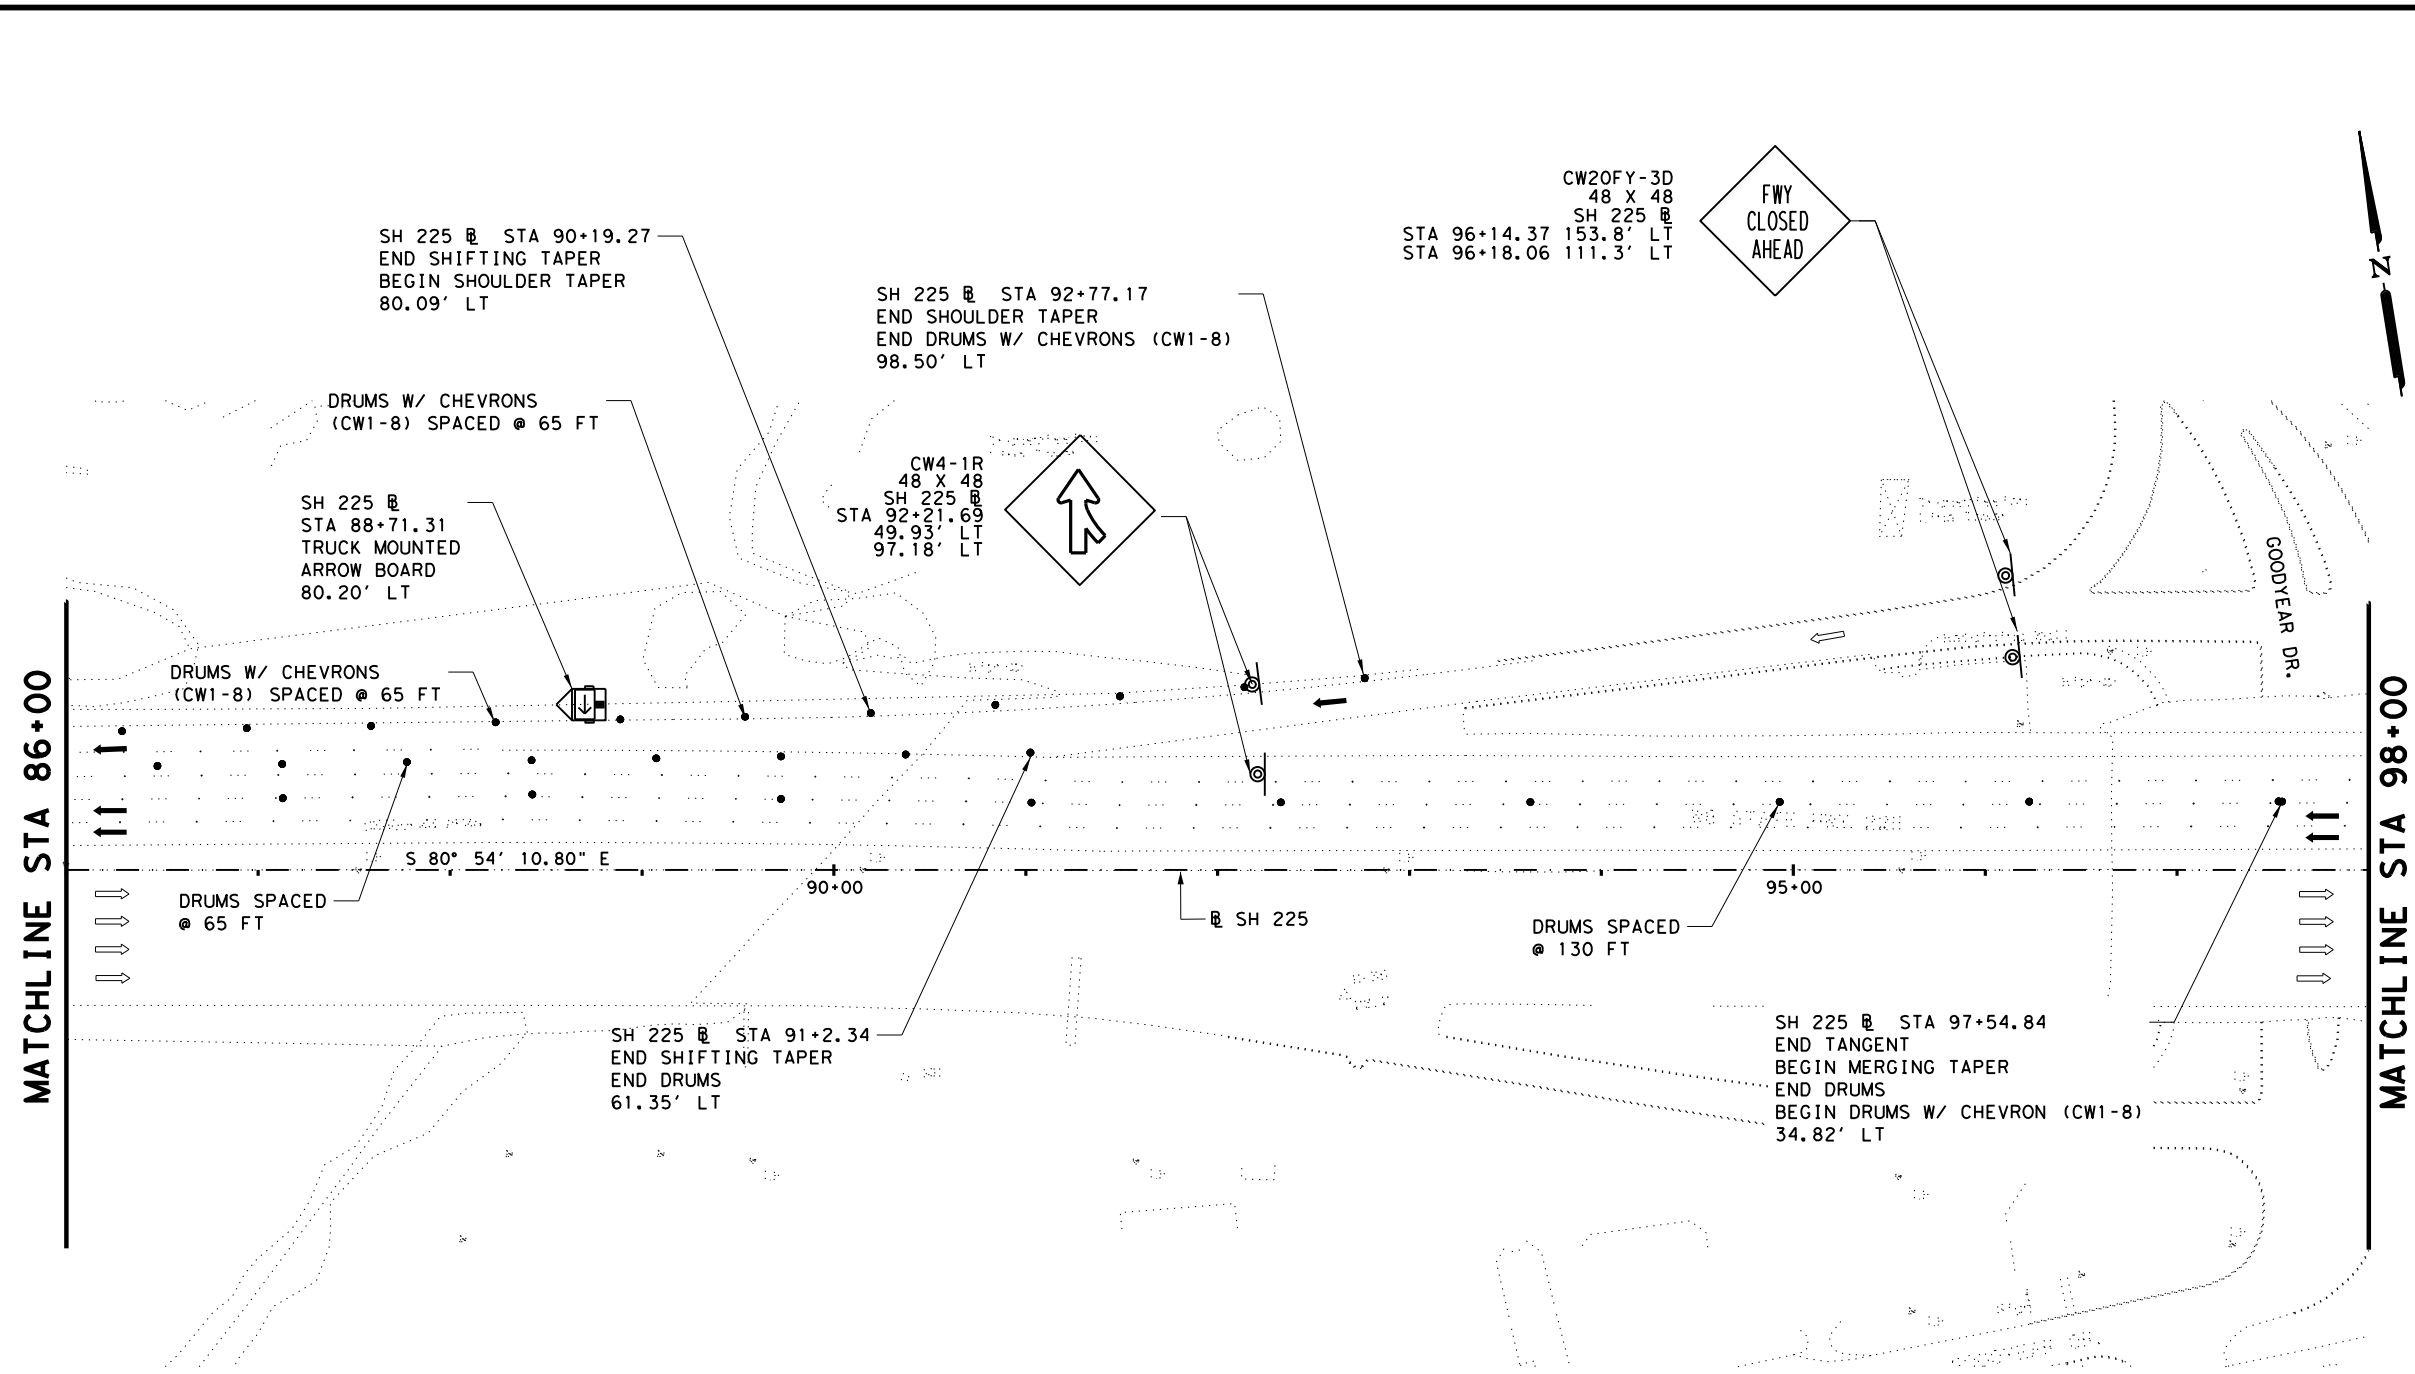 CW20FY-3D
48 X 48
SH 225 ℄
STA 96+14.37 153.8' LT
STA 96+18.06 111.3' LT
FWY
CLOSED
AHEAD
SH 225 ℄ STA 90+19.27
END SHIFTING TAPER
BEGIN SHOULDER TAPER
80.09' LT
SH 225 ℄ STA 92+77.17
END SHOULDER TAPER
END DRUMS W/ CHEVRONS (CW1-8)
98.50' LT
N
DRUMS W/ CHEVRONS
(CW1-8) SPACED @ 65 FT
CW4-1R
48 X 48
SH 225 ℄
STA 92+21.69
49.93' LT
97.18' LT
SH 225 ℄
STA 88+71.31
TRUCK MOUNTED
ARROW BOARD
80.20' LT
GOODYEAR DR.
DRUMS W/ CHEVRONS
(CW1-8) SPACED @ 65 FT
MATCHLINE STA 86+00
MATCHLINE STA 98+00
S 80° 54' 10.80" E
90+00
95+00
DRUMS SPACED
@ 65 FT
℄ SH 225
DRUMS SPACED
@ 130 FT
SH 225 ℄ STA 91+2.34
END SHIFTING TAPER
END DRUMS
61.35' LT
SH 225 ℄ STA 97+54.84
END TANGENT
BEGIN MERGING TAPER
END DRUMS
BEGIN DRUMS W/ CHEVRON (CW1-8)
34.82' LT